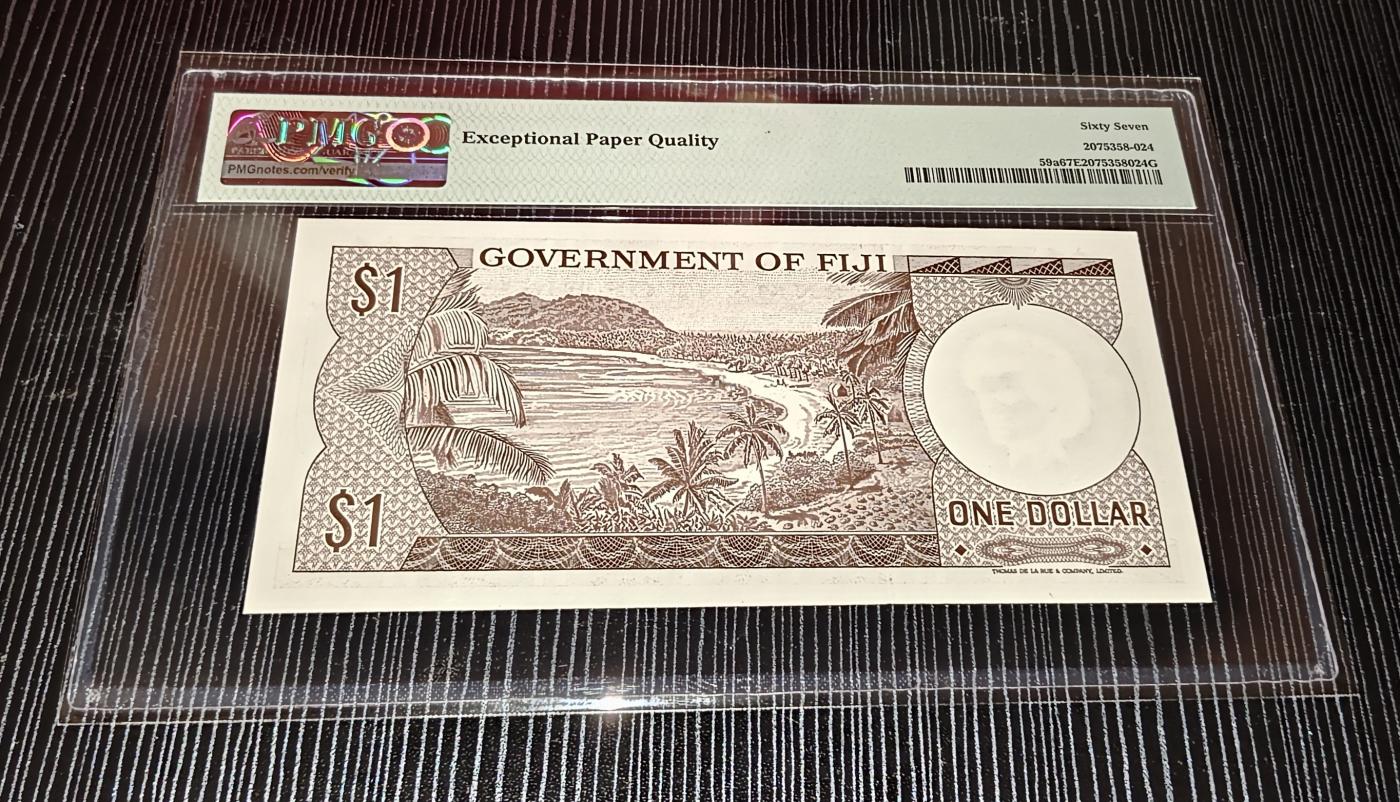 PMG
PMGnotes.com/verify
Exceptional Paper Quality
Sixty Seven
2075358-024
59a67E2075358024G
GOVERNMENT OF FIJI
$1
$1
ONE DOLLAR
THOMAS DE LA RUE & COMPANY, LIMITED.